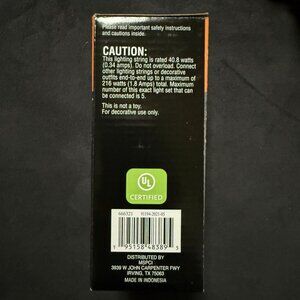 Please read important safety instructions
and cautions inside.
CAUTION:
This lighting string is rated 40.8 watts
(0.34 amps). Do not overload. Connect
other lighting strings or decorative
outfits end-to-end up to a maximum of
216 watts (1.8 Amps) total. Maximum
number of this exact light set that can
be connected is 5.
This is not a toy.
For decorative use only.
UL
CERTIFIED
666321
95158 48389
DISTRIBUTED BY
MSPCI
3939 W JOHN CARPENTER FWY
IRVING, TX 75063
MADE IN INDONESIA